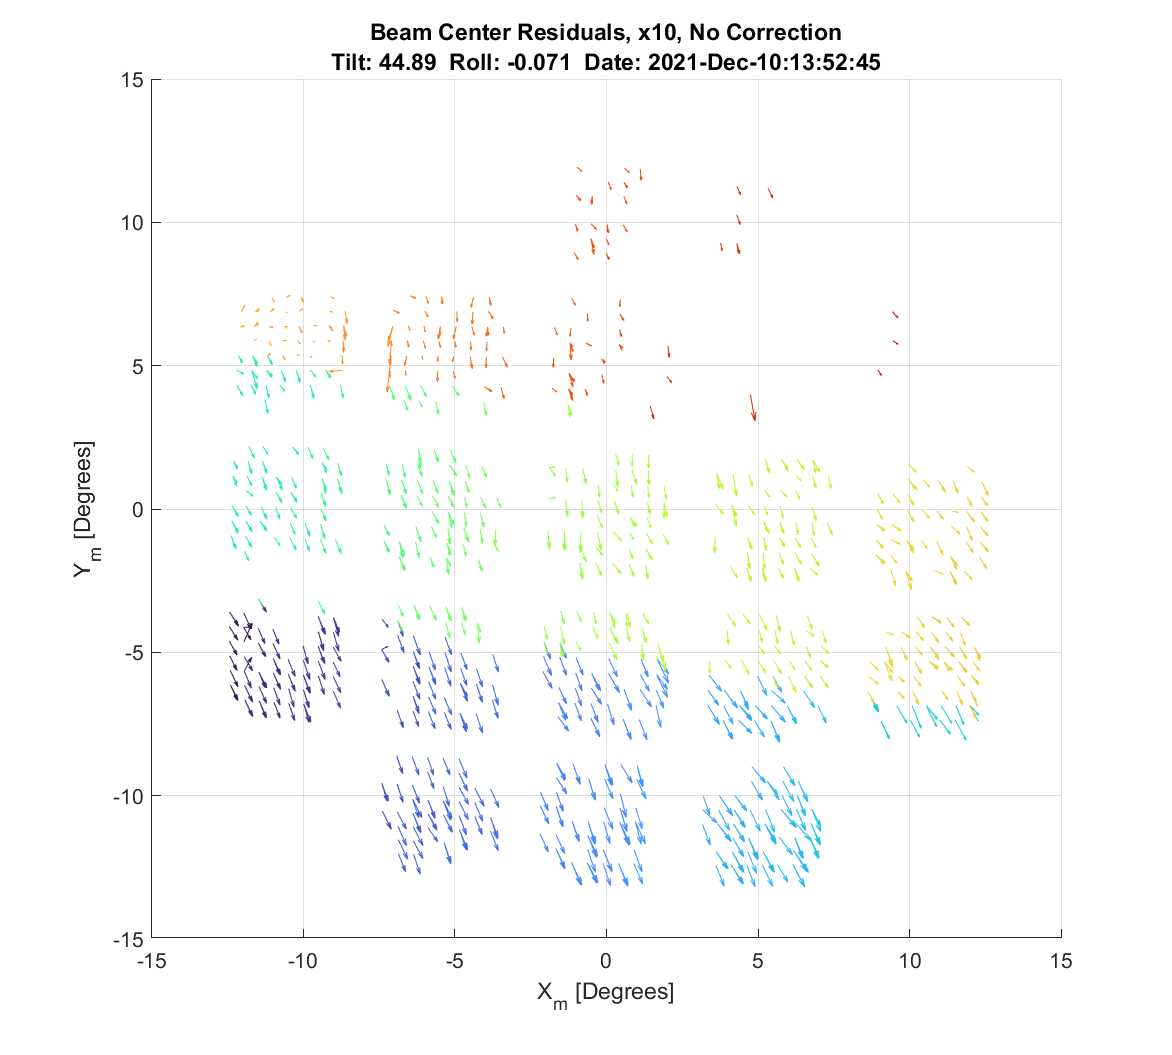 Beam Center Residuals, x10, No Correction
Tilt: 44.89  Roll: -0.071  Date: 2021-Dec-10:13:52:45
15
10
5
0
-5
-10
-15
Y_m [Degrees]
-15 -10 -5 0 5 10 15
X_m [Degrees]